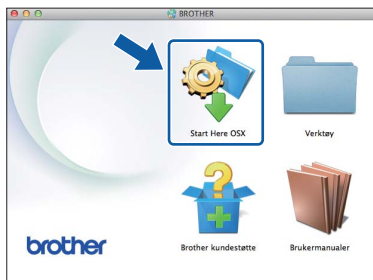 BROTHER
Start Here OSX
Verktøy
Brother kundestøtte
Brukermanualer
brother